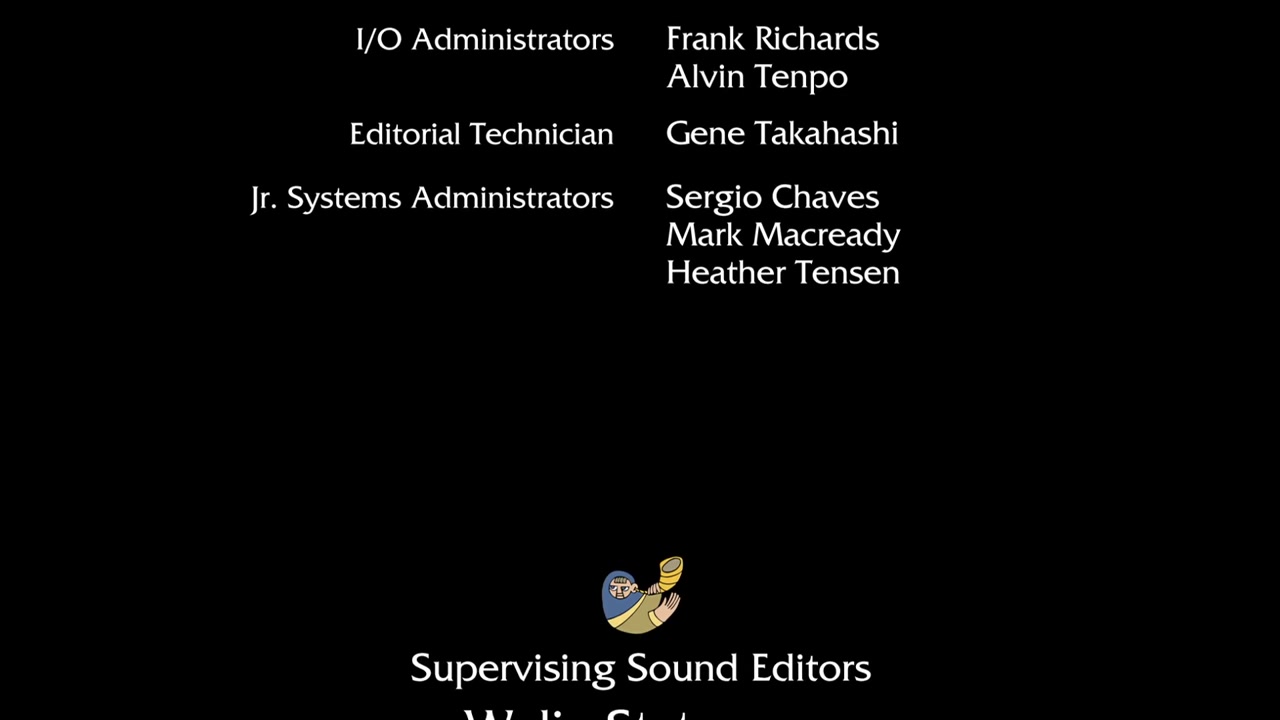 I/O Administrators Frank Richards
Alvin Tenpo
Editorial Technician Gene Takahashi
Jr. Systems Administrators Sergio Chaves
Mark Macready
Heather Tensen
Supervising Sound Editors